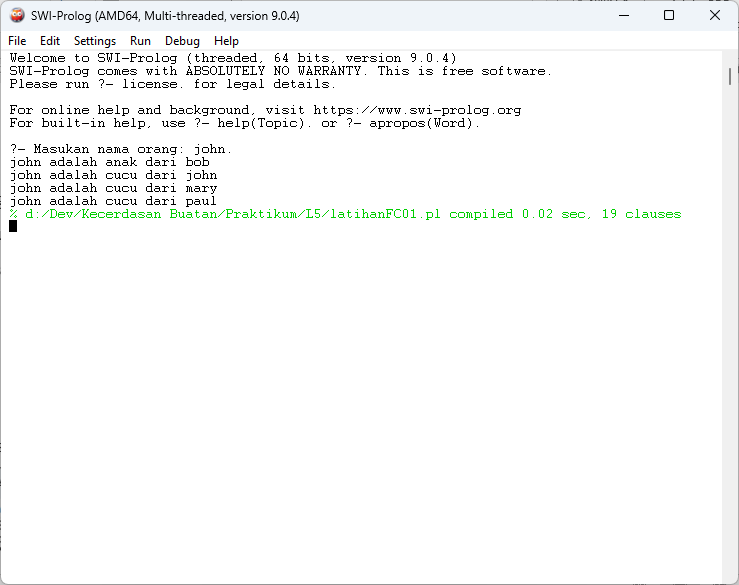 SWI-Prolog (AMD64, Multi-threaded, version 9.0.4)
File Edit Settings Run Debug Help
Welcome to SWI-Prolog (threaded, 64 bits, version 9.0.4)
SWI-Prolog comes with ABSOLUTELY NO WARRANTY. This is free software.
Please run ?- license. for legal details.
For online help and background, visit https://www.swi-prolog.org
For built-in help, use ?- help(Topic). or ?- apropos(Word).
?- Masukan nama orang: john.
john adalah anak dari bob
john adalah cucu dari john
john adalah cucu dari mary
john adalah cucu dari paul
% d:/Dev/Kecerdasan Buatan/Praktikum/L5/latihanFC01.pl compiled 0.02 sec, 19 clauses